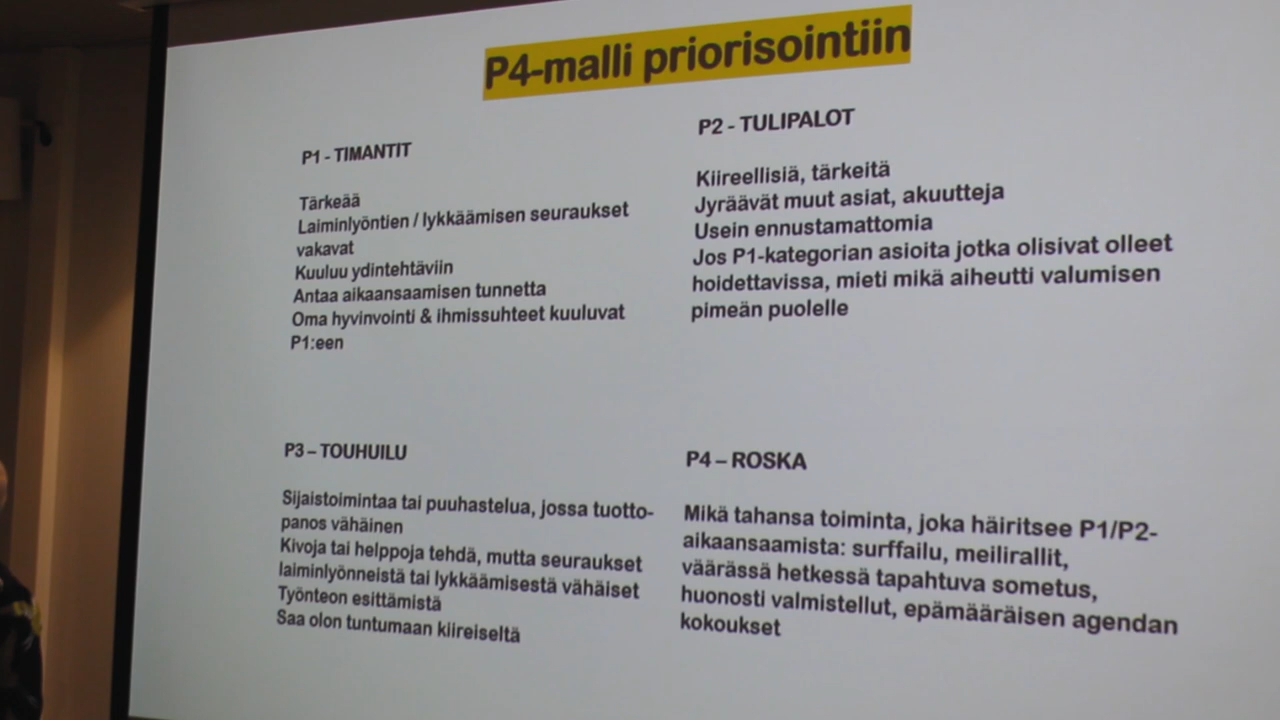 P4-malli priorisointiin
P1 - TIMANTIT
Tärkeää
Laiminlyöntien / lykkäämisen seuraukset
vakavat
Kuuluu ydintehtäviin
Antaa aikaansaamisen tunnetta
Oma hyvinvointi & ihmissuhteet kuuluvat
P1:een
P2 - TULIPALOT
Kiireellisiä, tärkeitä
Jyräävät muut asiat, akuutteja
Usein ennustamattomia
Jos P1-kategorian asioita jotka olisivat olleet
hoidettavissa, mieti mikä aiheutti valumisen
pimeän puolelle
P3 – TOUHUILU
Sijaistoimintaa tai puuhastelua, jossa tuotto-
panos vähäinen
Kivoja tai helppoja tehdä, mutta seuraukset
laiminlyönneistä tai lykkäämisestä vähäiset
Työnteon esittämistä
Saa olon tuntumaan kiireiseltä
P4 – ROSKA
Mikä tahansa toiminta, joka häiritsee P1/P2-
aikaansaamista: surffailu, meilirallit,
väärässä hetkessä tapahtuva sometus,
huonosti valmistellut, epämääräisen agendan
kokoukset